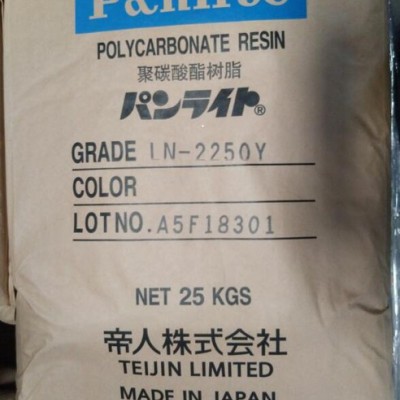 Panlite
POLYCARBONATE RESIN
聚碳酸酯树脂
パンライト®
GRADE LN-2250Y
COLOR
LOT NO. A5F18301
NET 25 KGS
帝人株式会社
TEIJIN LIMITED
MADE IN JAPAN